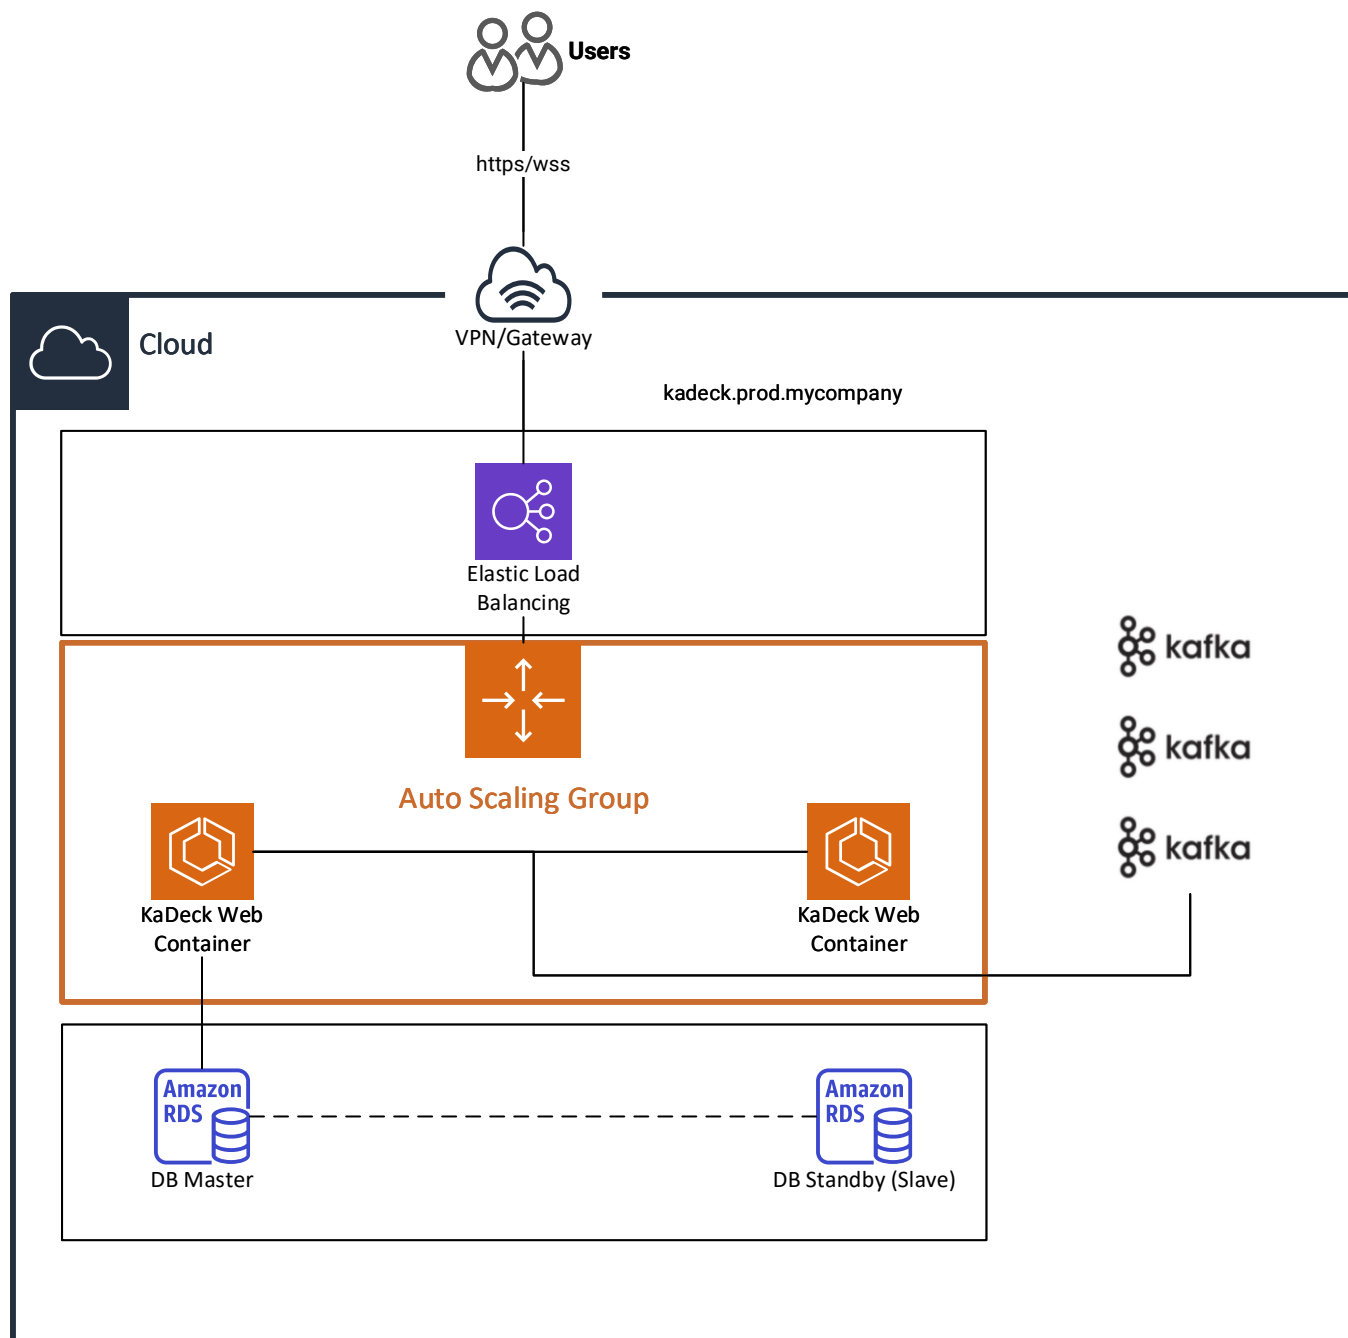 Users
https/wss
VPN/Gateway
Cloud
kadeck.prod.mycompany
Elastic Load
Balancing
kafka
kafka
Auto Scaling Group
kafka
KaDeck Web
Container
KaDeck Web
Container
Amazon
RDS
DB Master
Amazon
RDS
DB Standby (Slave)